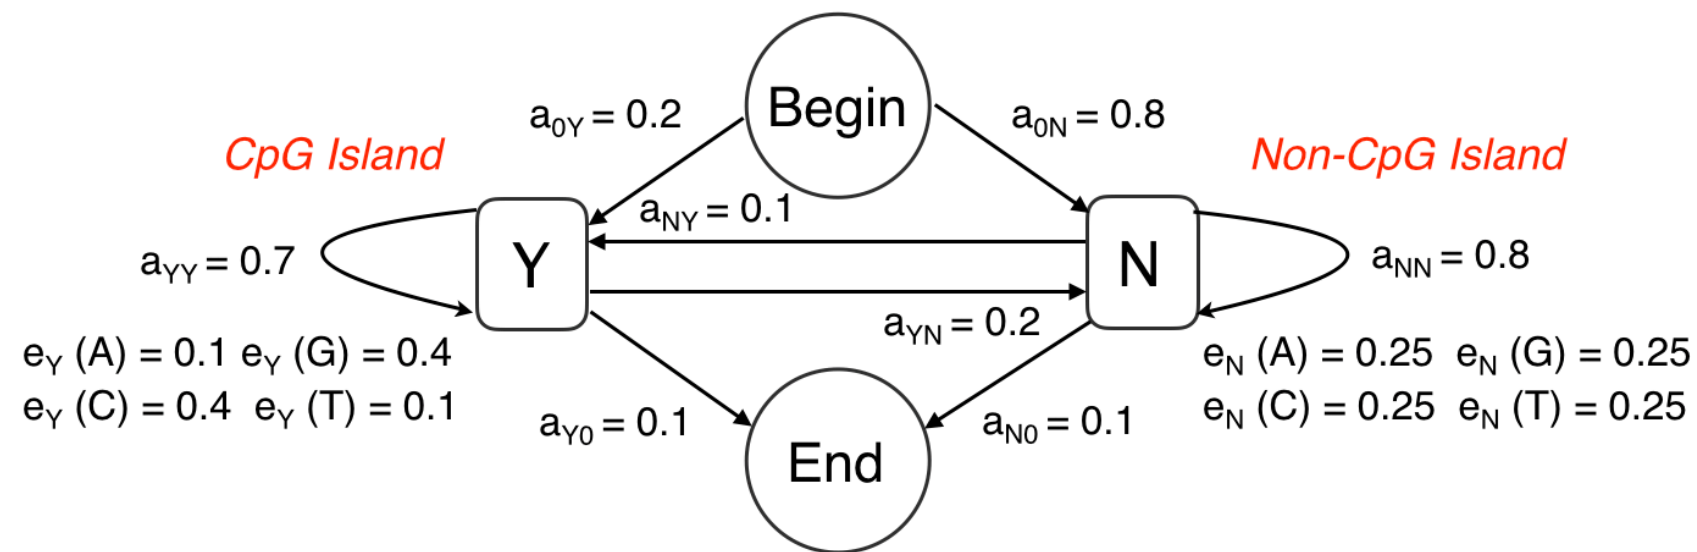 Begin
a0Y = 0.2
a0N = 0.8
CpG Island
Non-CpG Island
aNY = 0.1
aYY = 0.7
Y
N
aNN = 0.8
aYN = 0.2
eY (A) = 0.1 eY (G) = 0.4
eY (C) = 0.4 eY (T) = 0.1
eN (A) = 0.25 eN (G) = 0.25
eN (C) = 0.25 eN (T) = 0.25
aY0 = 0.1
aN0 = 0.1
End